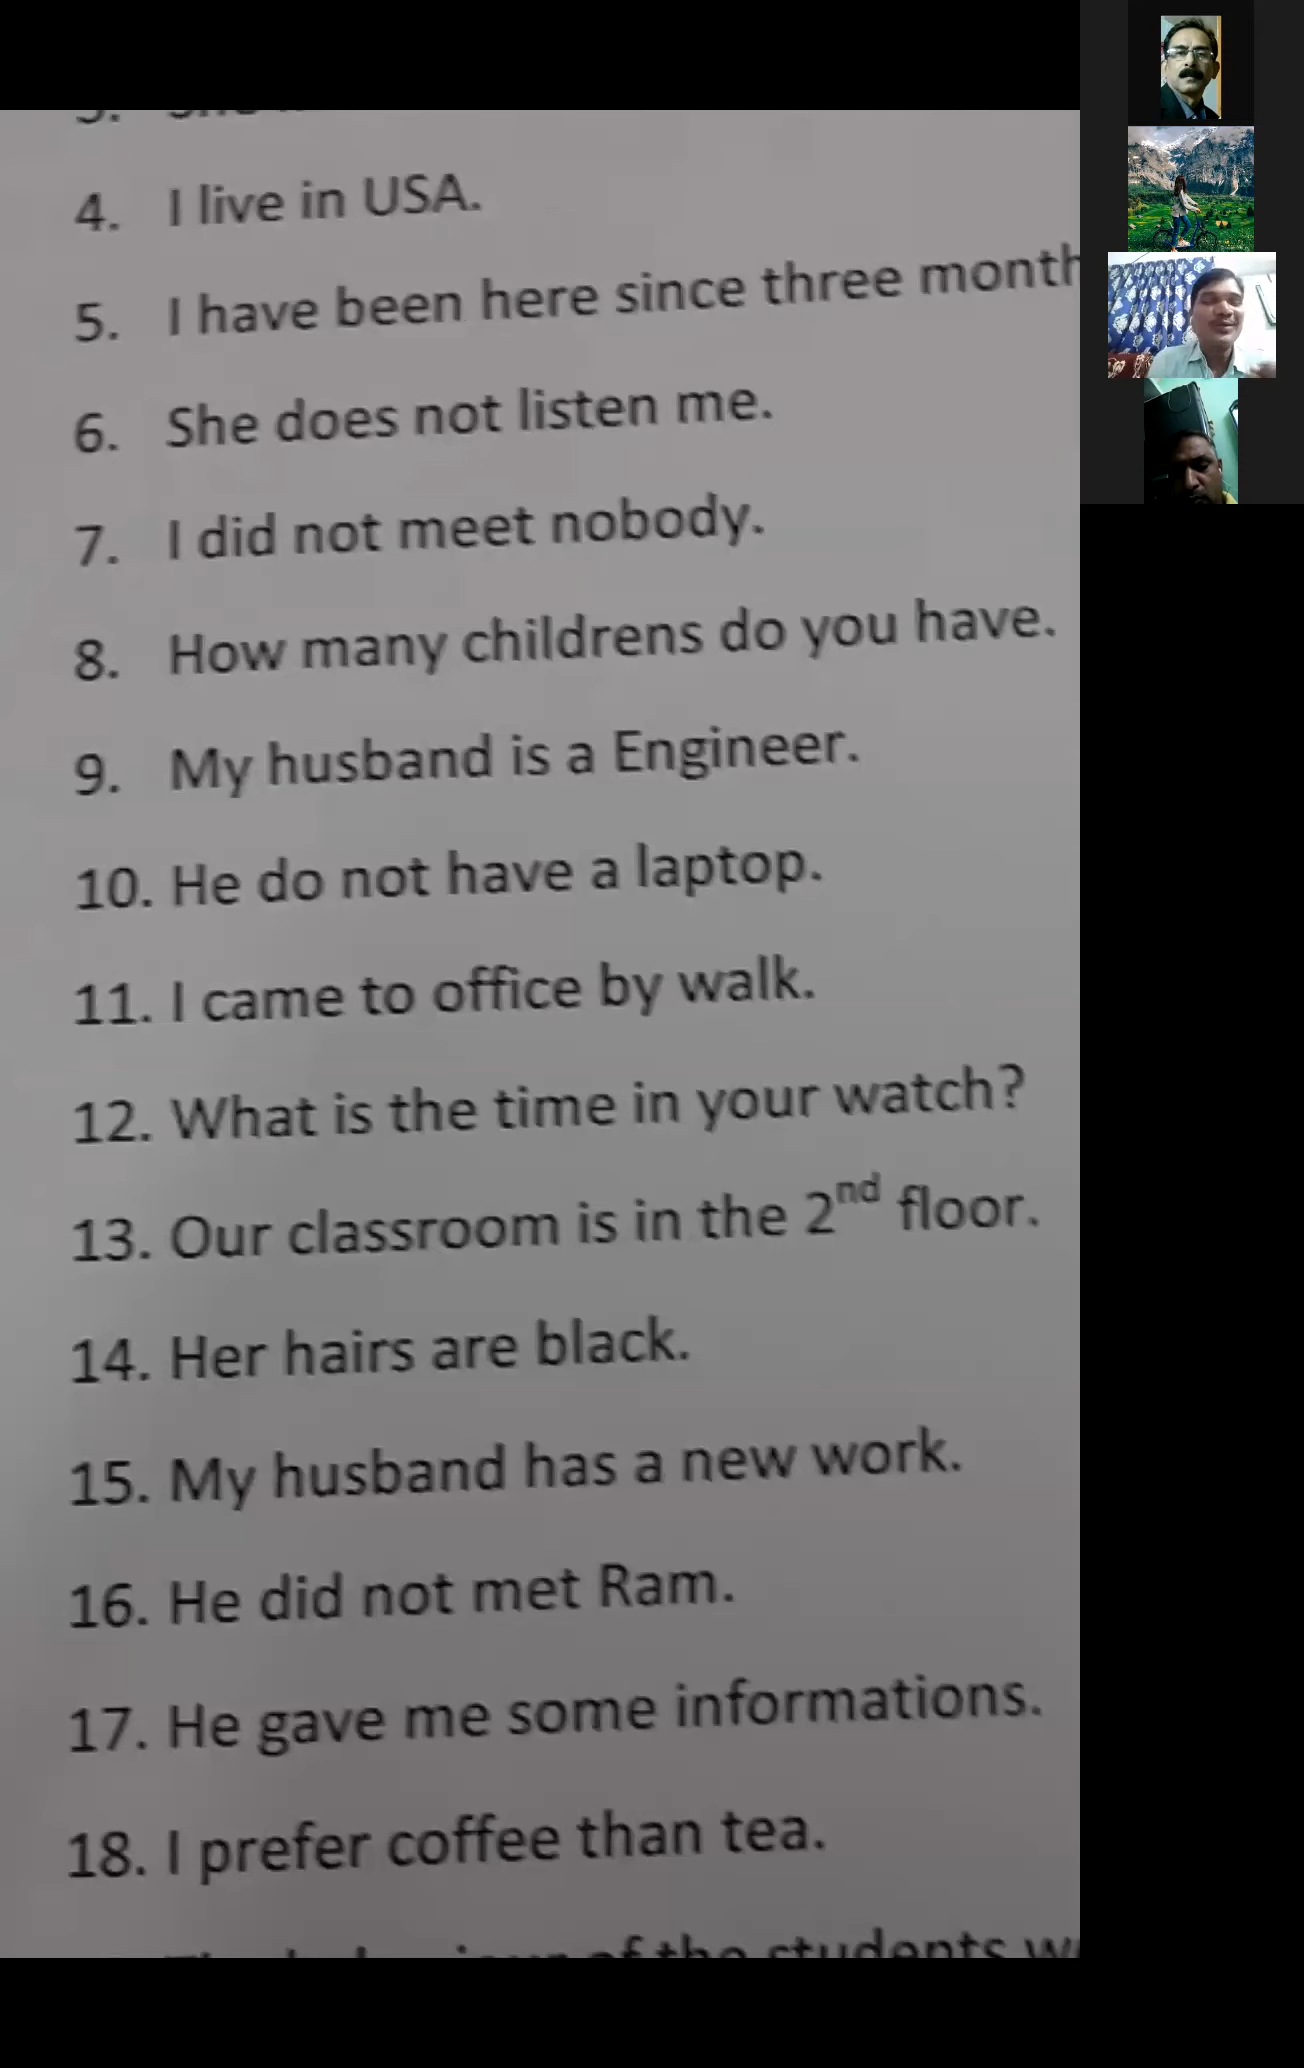 4. I live in USA.
5. I have been here since three month
6. She does not listen me.
7. I did not meet nobody.
8. How many childrens do you have.
9. My husband is a Engineer.
10. He do not have a laptop.
11. I came to office by walk.
12. What is the time in your watch?
13. Our classroom is in the 2nd floor.
14. Her hairs are black.
15. My husband has a new work.
16. He did not met Ram.
17. He gave me some informations.
18. I prefer coffee than tea.
of the students